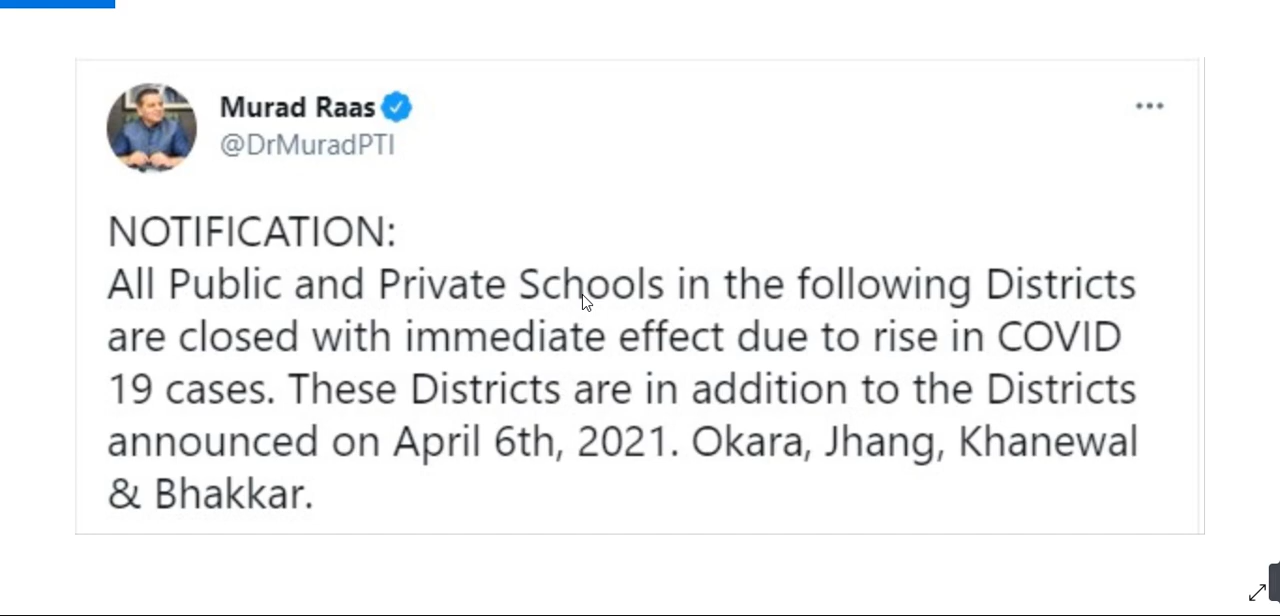 Murad Raas
@DrMuradPTI
NOTIFICATION:
All Public and Private Schools in the following Districts
are closed with immediate effect due to rise in COVID
19 cases. These Districts are in addition to the Districts
announced on April 6th, 2021. Okara, Jhang, Khanewal
& Bhakkar.